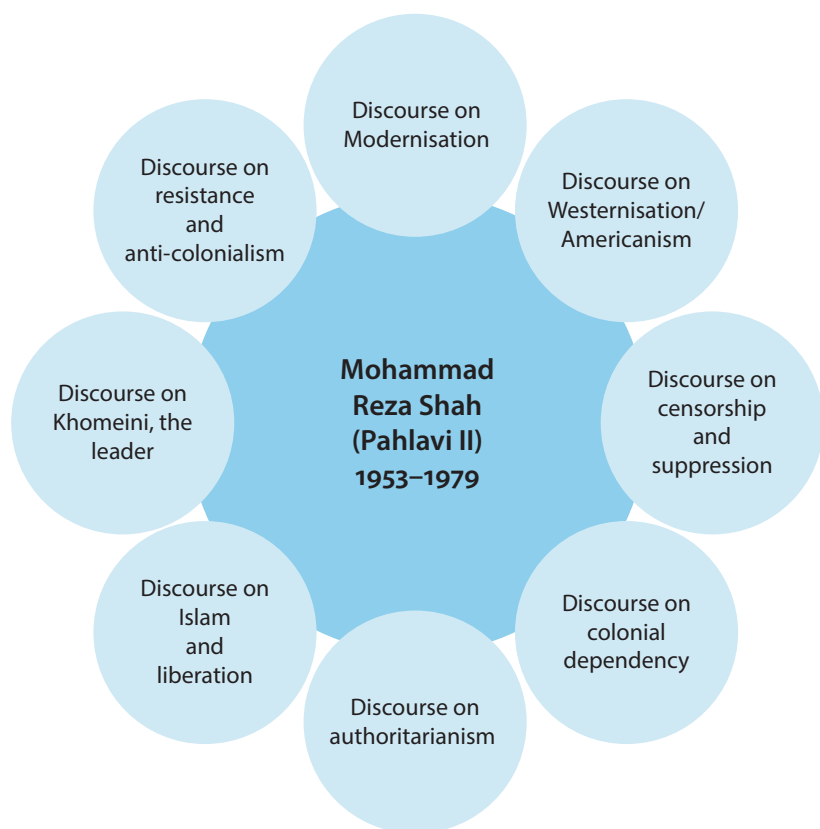 Discourse on
Modernisation
Discourse on
Westernisation/
Americanism
Discourse on
censorship
and
suppression
Discourse on
colonial
dependency
Discourse on
authoritarianism
Discourse on
Islam
and
liberation
Discourse on
Khomeini, the
leader
Discourse on
resistance
and
anti-colonialism
Mohammad
Reza Shah
(Pahlavi II)
1953–1979